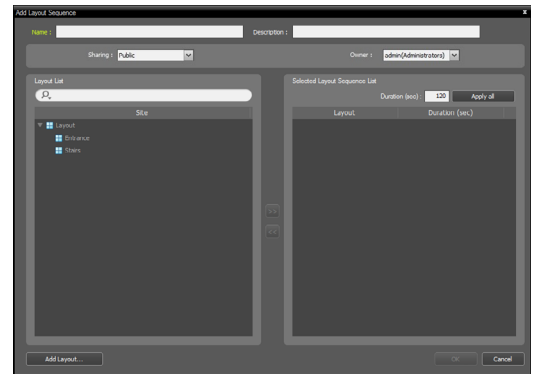 Add Layout Sequence x
Name : Description :
Sharing : Public Owner : admin(Administrators)
Layout List Selected Layout Sequence List
Duration (sec) : 120 Apply all
Site Layout Duration (sec)
Layout
Entrance
Stairs
>>
<<
Add Layout... OK Cancel